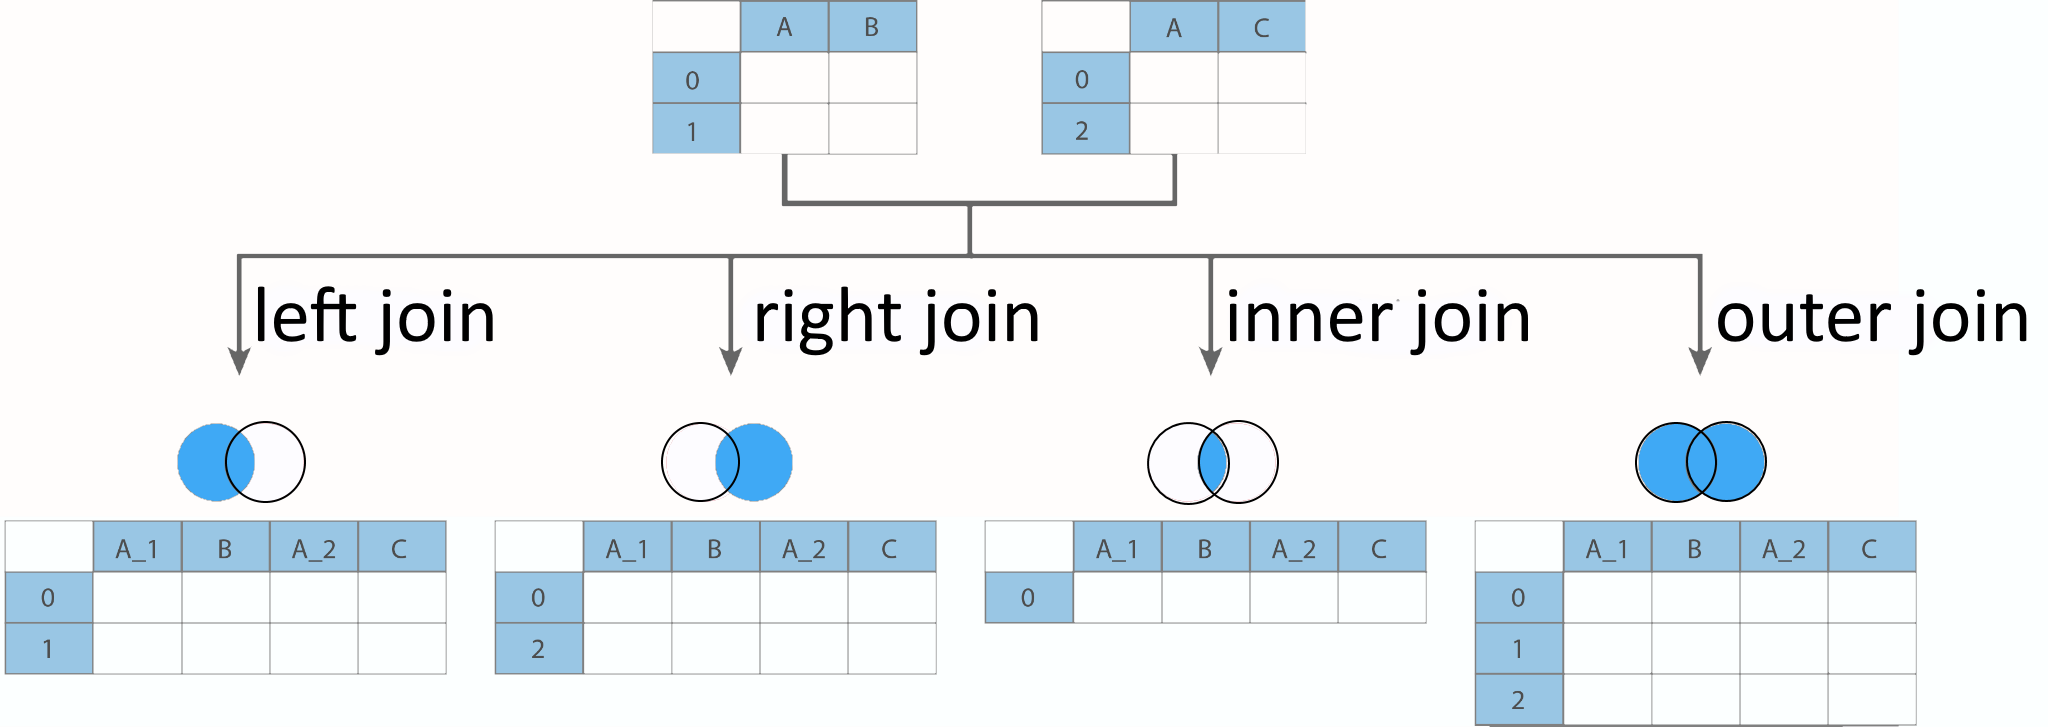 A B
0
1
A C
0
2
left join
right join
inner join
outer join
A_1 B A_2 C
0
1
A_1 B A_2 C
0
2
A_1 B A_2 C
0
A_1 B A_2 C
0
1
2